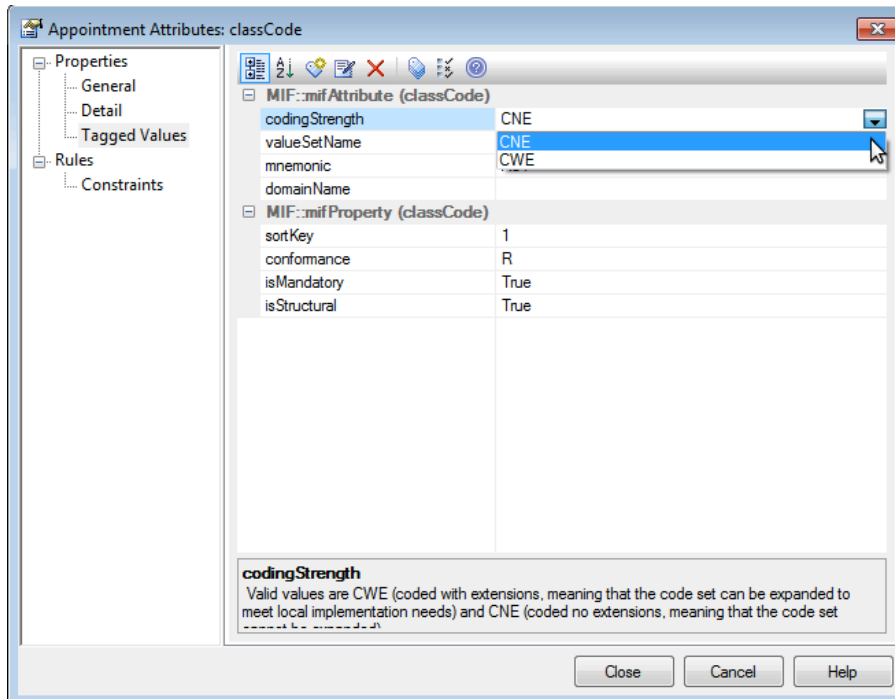 Appointment Attributes: classCode
Properties
General
Detail
Tagged Values
Rules
Constraints
MIF::mifAttribute (classCode)
codingStrength CNE
valueSetName CNE
mnemonic CWE
domainName
MIF::mifProperty (classCode)
sortKey 1
conformance R
isMandatory True
isStructural True
codingStrength
Valid values are CWE (coded with extensions, meaning that the code set can be expanded to
meet local implementation needs) and CNE (coded no extensions, meaning that the code set
Close Cancel Help